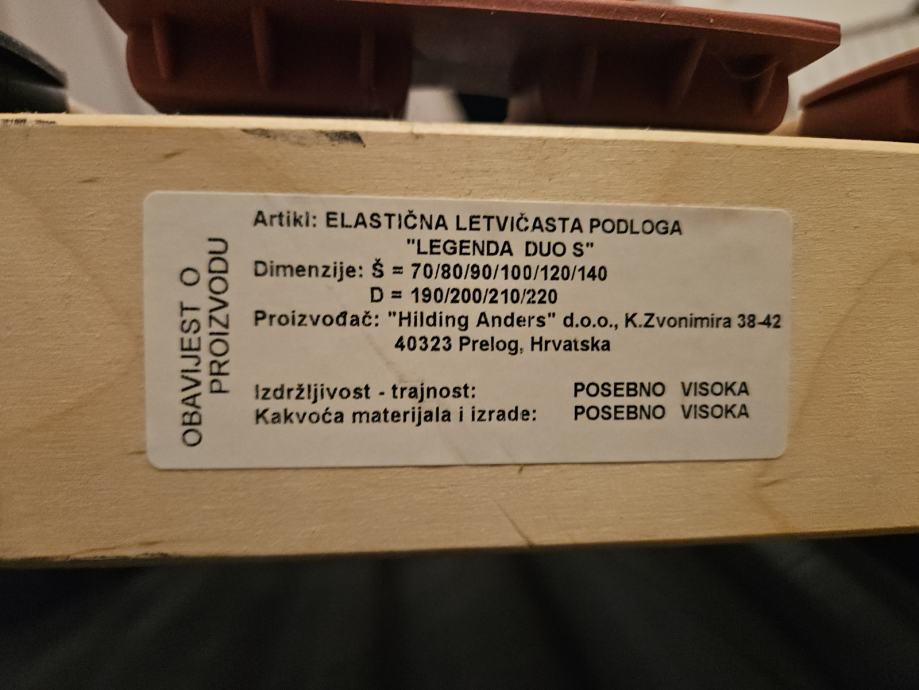 OBAVIJEST O
PROIZVODU
Artikl: ELASTIČNA LETVIČASTA PODLOGA
"LEGENDA DUO S"
Dimenzije: Š = 70/80/90/100/120/140
D = 190/200/210/220
Proizvođač: "Hilding Anders" d.o.o., K.Zvonimira 38-42
40323 Prelog, Hrvatska
Izdržljivost - trajnost: POSEBNO VISOKA
Kakvoća materijala i izrade: POSEBNO VISOKA